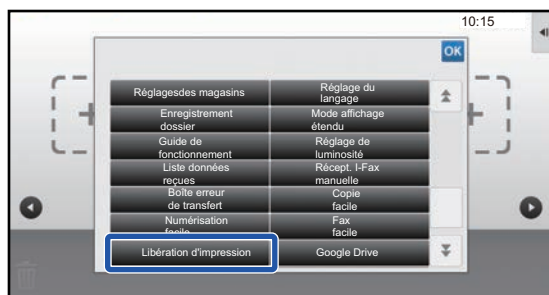 10:15
OK
Réglagesdes magasins
Réglage du
langage
Enregistrement
dossier
Mode affichage
étendu
Guide de
fonctionnement
Réglage de
luminosité
Liste données
reçues
Récept. I-Fax
manuelle
Boîte erreur
de transfert
Copie
facile
Numérisation
facile
Fax
facile
Libération d'impression
Google Drive